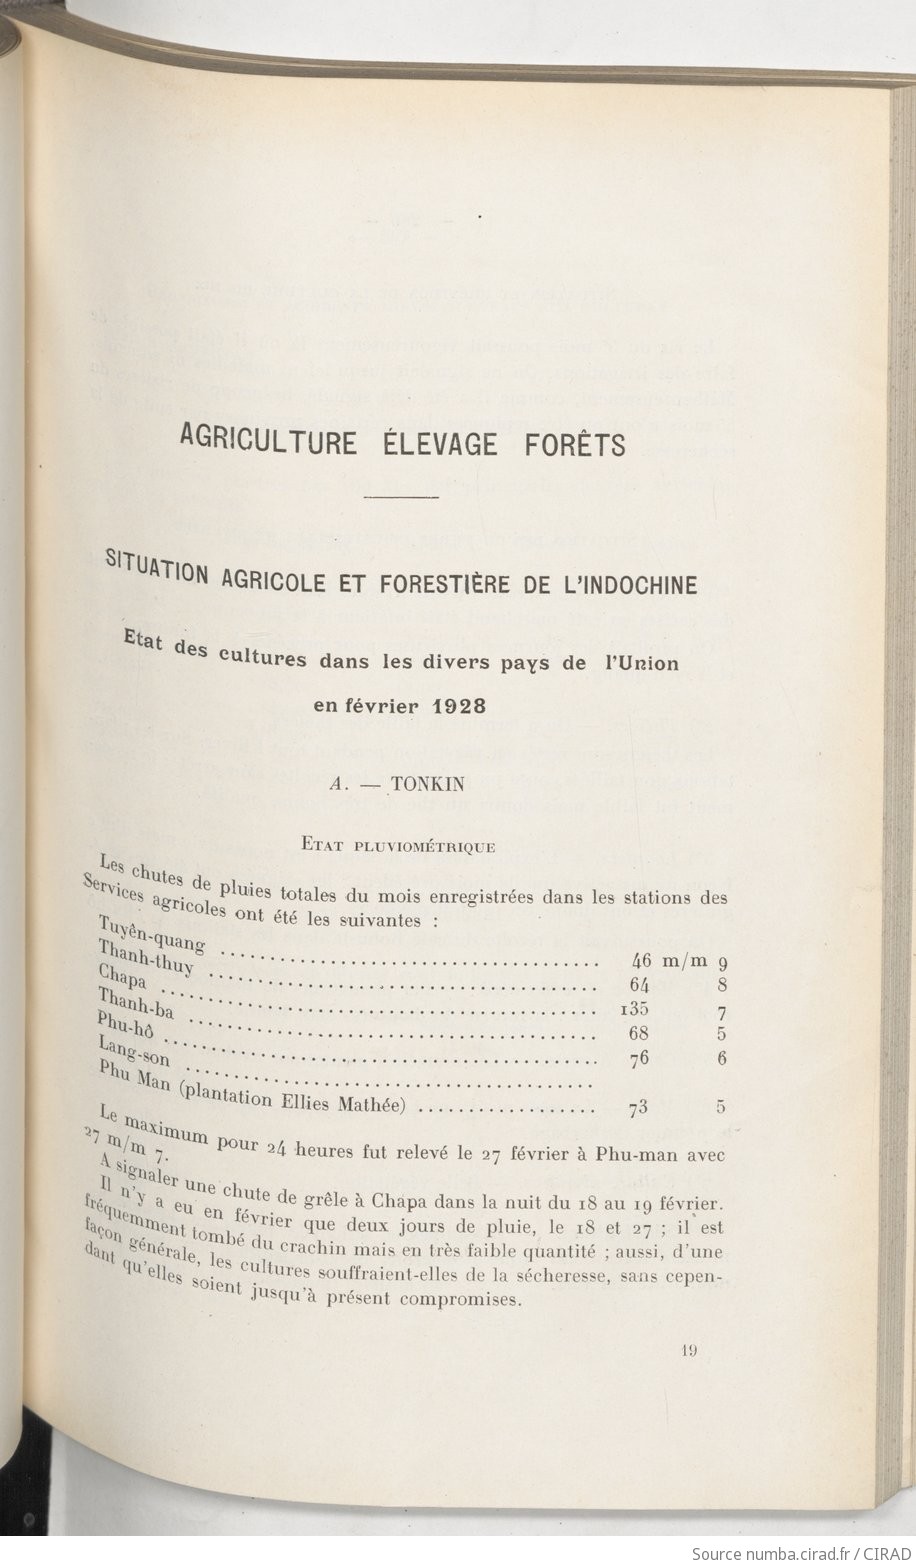 AGRICULTURE ÉLEVAGE FORÊTS
SITUATION AGRICOLE ET FORESTIÈRE DE L'INDOCHINE
Etat des cultures dans les divers pays de l'Union
en février 1928
A. — TONKIN
ETAT PLUVIOMÉTRIQUE
Les chutes de pluies totales du mois enregistrées dans les stations des
Services agricoles ont été les suivantes :
Tuyên-quang ........................................ 46 m/m 9
Thanh-thuy ........................................ 64 8
Chapa ........................................ 135 7
Thanh-ba ........................................ 68 5
Phu-hô ........................................ 76 6
Lang-son ........................................
Phu Man (plantation Ellies Mathée) .................. 73 5
Le maximum pour 24 heures fut relevé le 27 février à Phu-man avec
27 m/m 7.
A signaler une chute de grêle à Chapa dans la nuit du 18 au 19 février.
Il n'y a eu en février que deux jours de pluie, le 18 et 27 ; il est
fréquemment tombé du crachin mais en très faible quantité ; aussi, d'une
façon générale, les cultures souffraient-elles de la sécheresse, sans cepen-
dant qu'elles soient jusqu'à présent compromises.
19
Source numba.cirad.fr / CIRAD